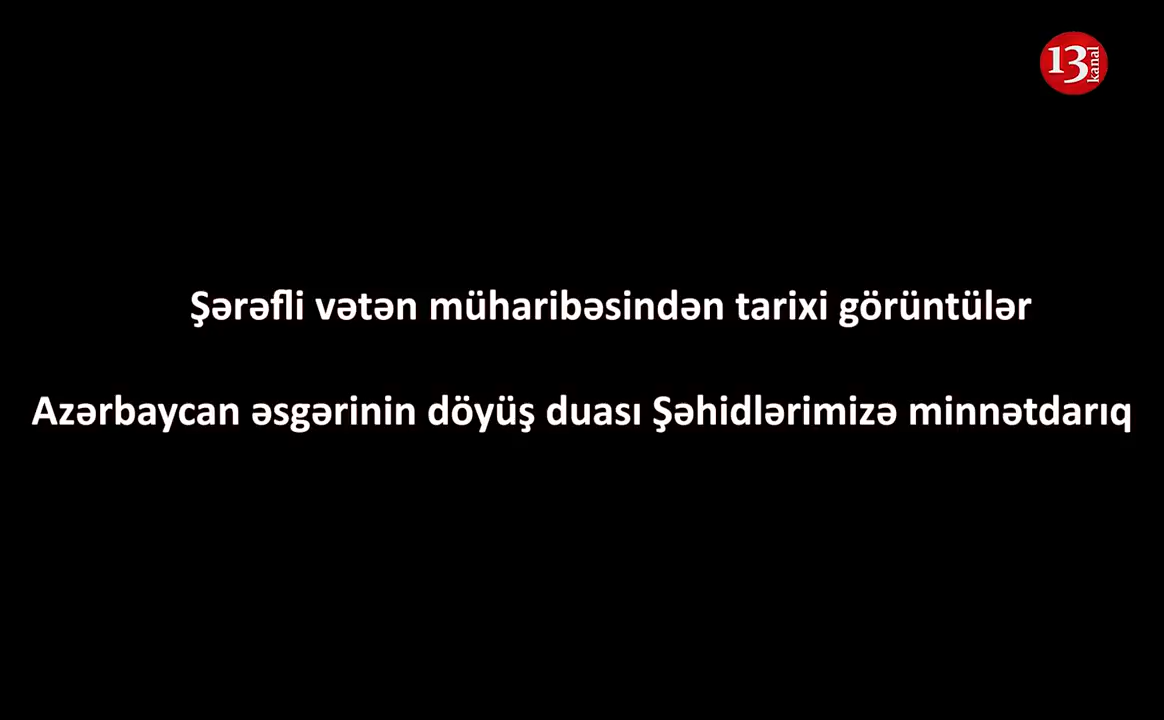 13 kanal
Şərəfli vətən müharibəsindən tarixi görüntülər
Azərbaycan əsgərinin döyüş duası Şəhidlərimizə minnətdarıq